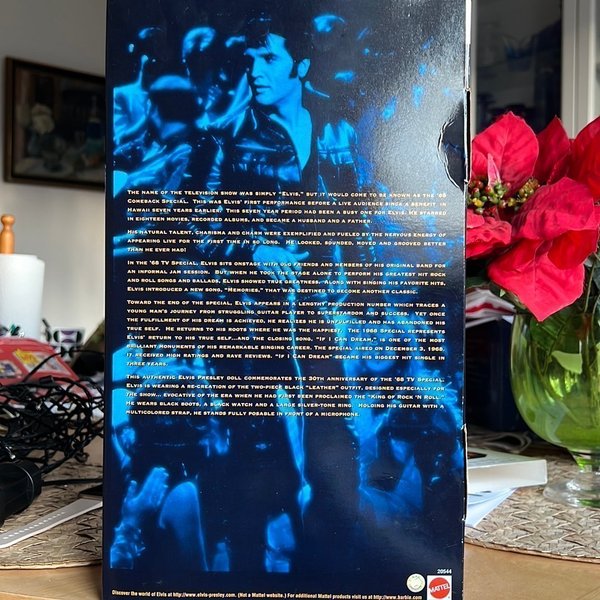 THE NAME OF THE TELEVISION SHOW WAS SIMPLY "ELVIS," BUT IT WOULD COME TO BE KNOWN AS THE '68
COMEBACK SPECIAL. THIS WAS ELVIS' FIRST PERFORMANCE BEFORE A LIVE AUDIENCE SINCE A BENEFIT IN
HAWAII SEVEN YEARS EARLIER. THIS SEVEN YEAR PERIOD HAD BEEN A BUSY ONE FOR ELVIS. HE STARRED
IN EIGHTEEN MOVIES, RECORDED ALBUMS, AND BECAME A HUSBAND AND A FATHER.
HIS NATURAL TALENT, CHARISMA AND CHARM WERE EXEMPLIFIED AND FUELED BY THE NERVOUS ENERGY OF
APPEARING LIVE FOR THE FIRST TIME IN SO LONG. HE LOOKED, SOUNDED, MOVED AND GROOVED BETTER
THAN HE EVER HAD!
IN THE '68 TV SPECIAL, ELVIS SITS ONSTAGE WITH OLD FRIENDS AND MEMBERS OF HIS ORIGINAL BAND FOR
AN INFORMAL JAM SESSION. BUT WHEN HE TOOK THE STAGE ALONE TO PERFORM HIS GREATEST HIT ROCK
AND ROLL SONGS AND BALLADS, ELVIS SHOWED TRUE GREATNESS. ALONG WITH SINGING HIS FAVORITE HITS,
ELVIS INTRODUCED A NEW SONG, "MEMORIES," THAT WAS DESTINED TO BECOME ANOTHER CLASSIC.
TOWARD THE END OF THE SPECIAL, ELVIS APPEARS IN A LENGTHY PRODUCTION NUMBER WHICH TRACES A
YOUNG MAN'S JOURNEY FROM STRUGGLING GUITAR PLAYER TO SUPERSTARDOM AND SUCCESS. YET ONCE
THE FULFILLMENT OF HIS DREAM IS ACHIEVED, HE REALIZES HE IS UNFULFILLED AND HAS ABANDONED HIS
TRUE SELF. HE RETURNS TO HIS ROOTS WHERE HE WAS THE HAPPIEST. THE 1968 SPECIAL REPRESENTS
ELVIS' RETURN TO HIS TRUE SELF...AND THE CLOSING SONG, "IF I CAN DREAM," IS ONE OF THE MOST
BRILLIANT MONUMENTS OF HIS REMARKABLE SINGING CAREER. THE SPECIAL AIRED ON DECEMBER 3, 1968.
IT RECEIVED HIGH RATINGS AND RAVE REVIEWS. "IF I CAN DREAM" BECAME HIS BIGGEST HIT SINGLE IN
THREE YEARS.
THIS AUTHENTIC ELVIS PRESLEY DOLL COMMEMORATES THE 30TH ANNIVERSARY OF THE '68 TV SPECIAL.
ELVIS IS WEARING A RE-CREATION OF THE TWO-PIECE BLACK "LEATHER" OUTFIT, DESIGNED ESPECIALLY FOR
THE SHOW... EVOCATIVE OF THE ERA WHEN HE HAD FIRST BEEN PROCLAIMED THE "KING OF ROCK 'N ROLL".
HE WEARS BLACK BOOTS, A BLACK WATCH AND A LARGE SILVER-TONE RING. HOLDING HIS GUITAR WITH A
MULTICOLORED STRAP, HE STANDS FULLY POSABLE IN FRONT OF A MICROPHONE.
20544
Discover the world of Elvis at http://www.elvis-presley.com. (Not a Mattel website.) For additional Mattel products visit us at http://www.barbie.com
MATTEL